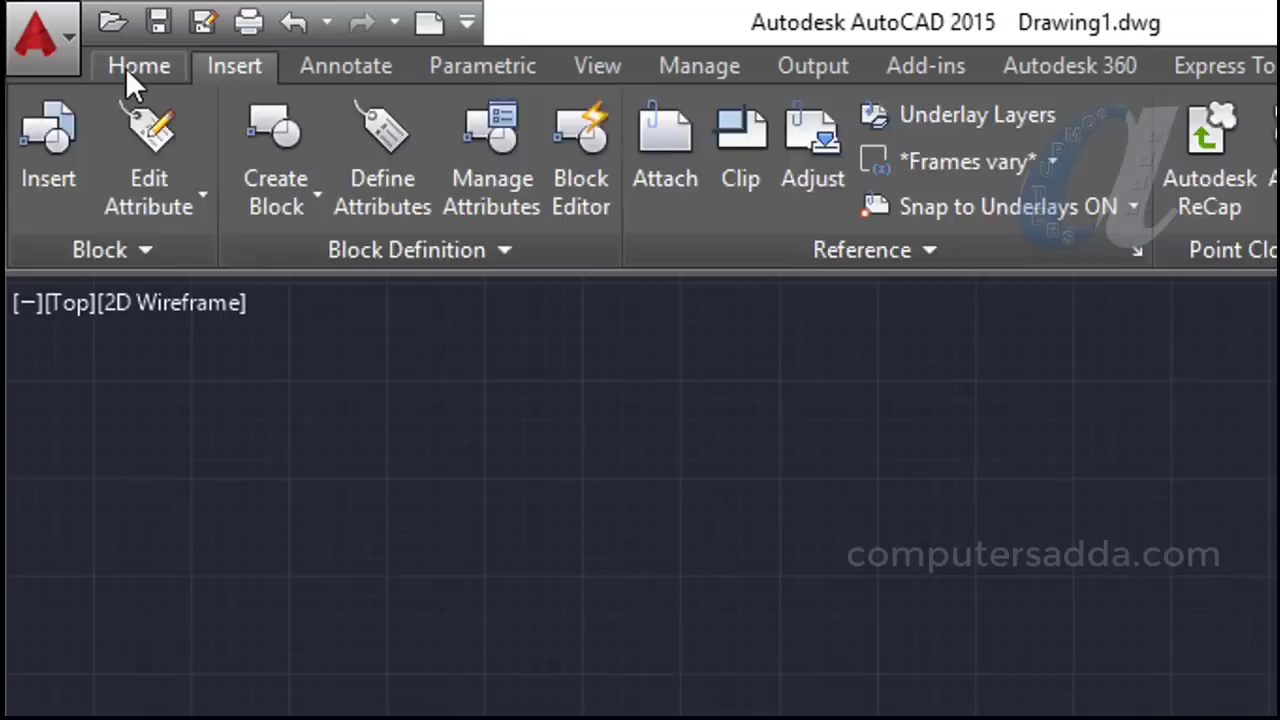 Autodesk AutoCAD 2015 Drawing1.dwg
Home Insert Annotate Parametric View Manage Output Add-ins Autodesk 360 Express To
Insert
Edit
Attribute
Create
Block
Define
Attributes
Manage
Attributes
Block
Editor
Attach
Clip
Adjust
Underlay Layers
*Frames vary*
Snap to Underlays ON
Autodesk
ReCap
Block
Block Definition
Reference
Point Clo
[−][Top][2D Wireframe]
computersadda.com